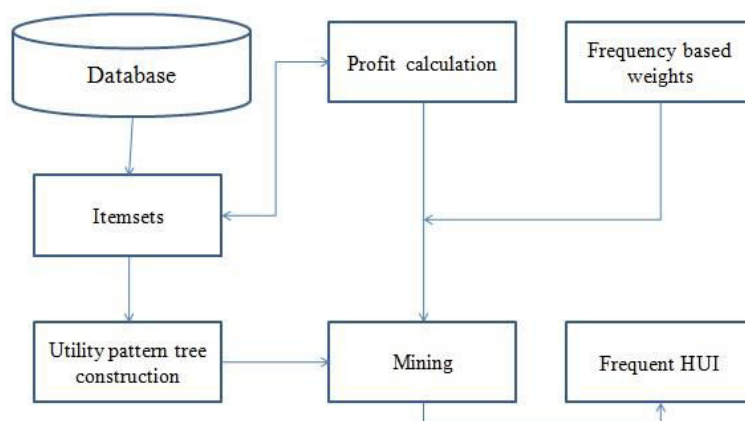 Database
Profit calculation
Frequency based
weights
Itemsets
Utility pattern tree
construction
Mining
Frequent HUI